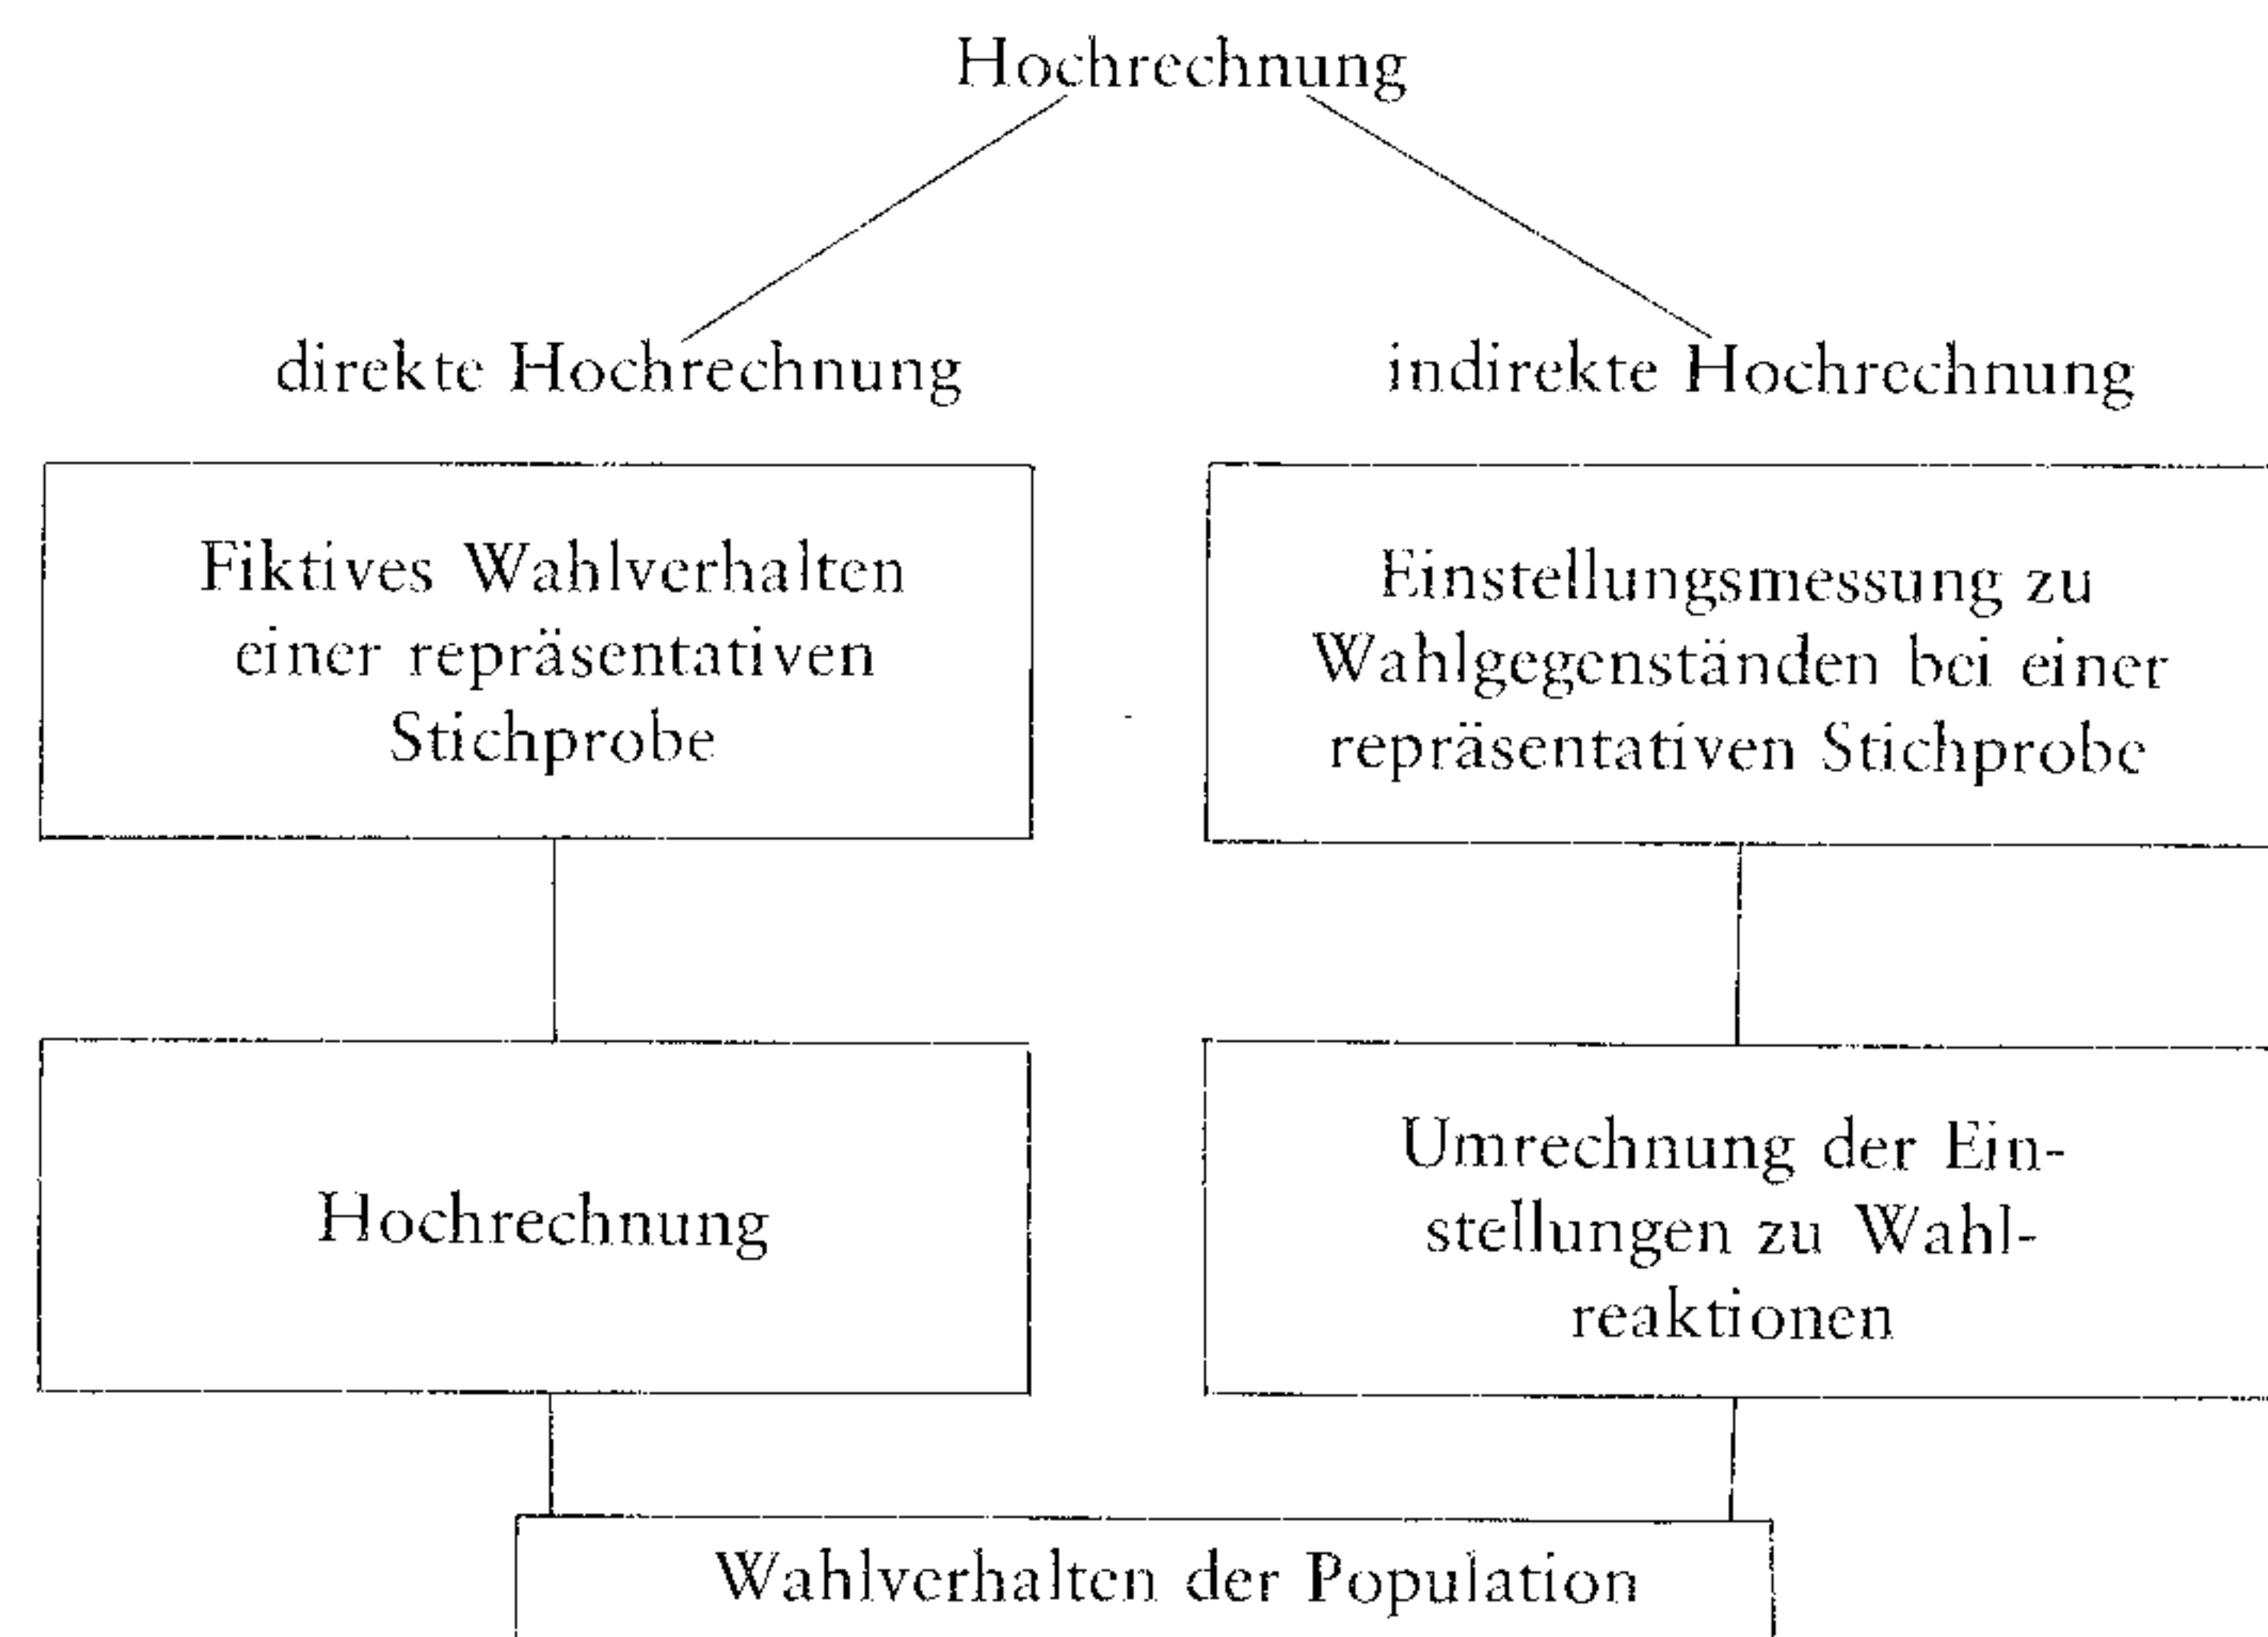 Hochrechnung
direkte Hochrechnung
indirekte Hochrechnung
Fiktives Wahlverhalten
einer repräsentativen
Stichprobe
Einstellungsmessung zu
Wahlgegenständen bei einer
repräsentativen Stichprobe
Hochrechnung
Umrechnung der Ein-
stellungen zu Wahl-
reaktionen
Wahlverhalten der Population